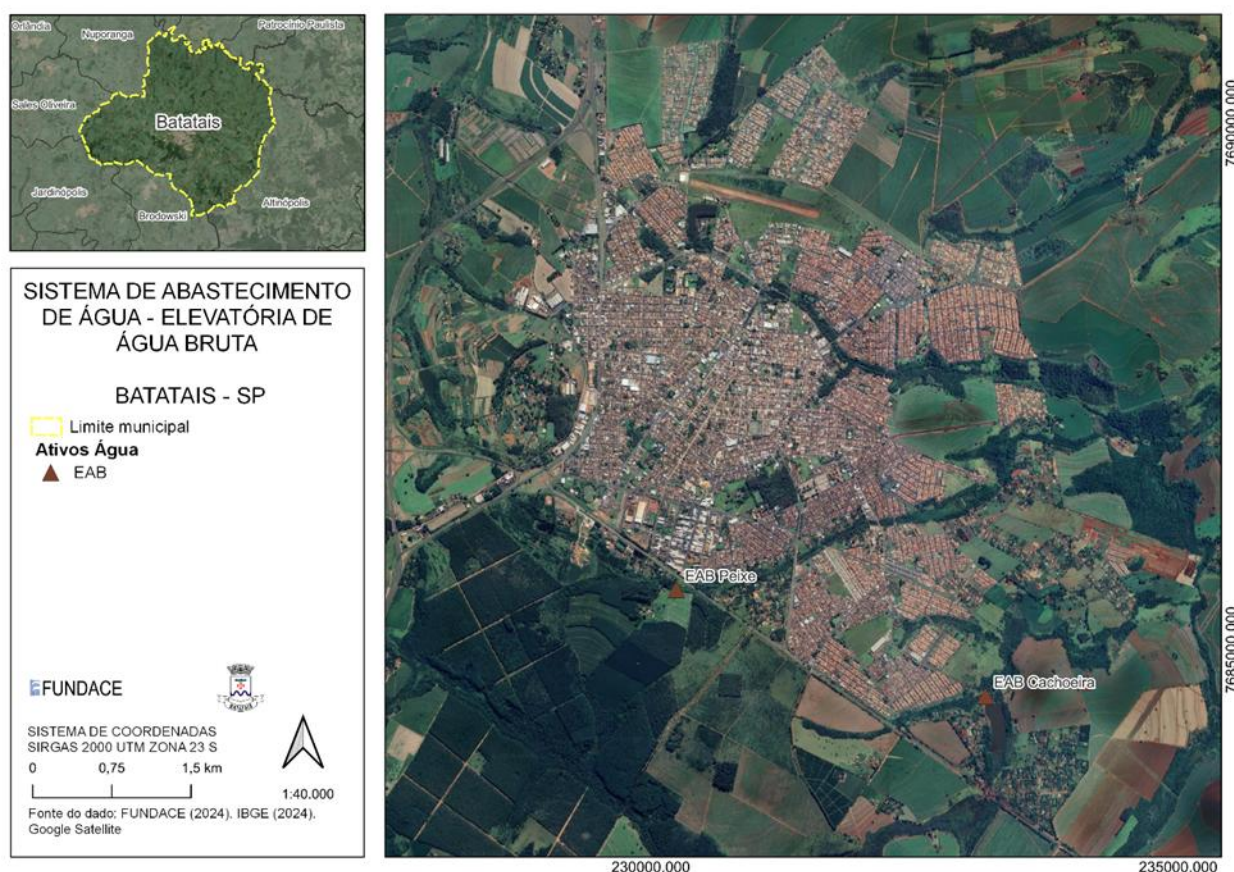 Orlândia
Nuporanga
Patrocínio Paulista
Sales Oliveira
Batatais
Jardinópolis
Brodowski
Altinópolis
SISTEMA DE ABASTECIMENTO
DE ÁGUA - ELEVATÓRIA DE
ÁGUA BRUTA
BATATAIS - SP
Limite municipal
Ativos Água
EAB
FUNDACE
BATATAIS
SISTEMA DE COORDENADAS
SIRGAS 2000 UTM ZONA 23 S
0 0,75 1,5 km
1:40.000
Fonte do dado: FUNDACE (2024). IBGE (2024).
Google Satellite
EAB Peixe
EAB Cachoeira
7690000.000
7685000.000
230000.000
235000.000